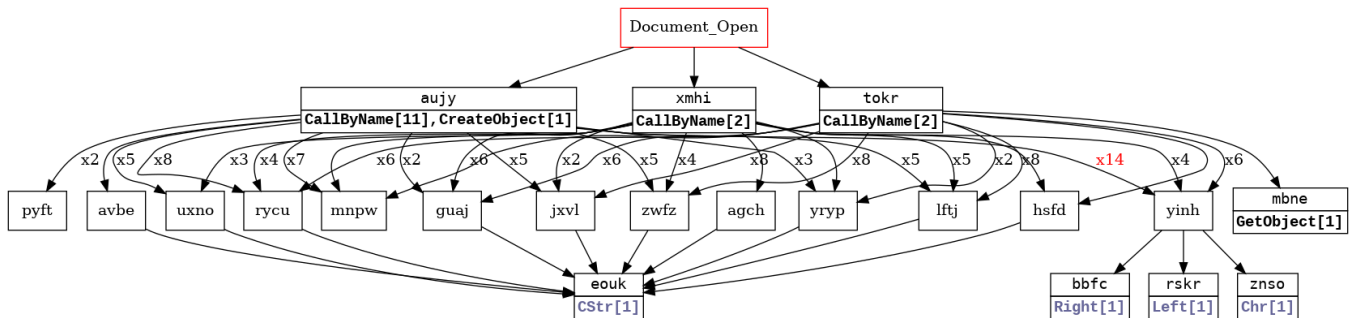 Document_Open
aujy
CallByName[11],CreateObject[1]
xmhi
CallByName[2]
tokr
CallByName[2]
x2 x5 x8 x3 x4 x7 x6 x2 x6 x5 x2 x6 x5 x4 x8 x8 x3 x5 x5 x2 x8 x14 x4 x6
pyft avbe uxno rycu mnpw guaj jxvl zwfz agch yryp lftj hsfd yinh
mbne
GetObject[1]
eouk
CStr[1]
bbfc
Right[1]
rskr
Left[1]
znso
Chr[1]